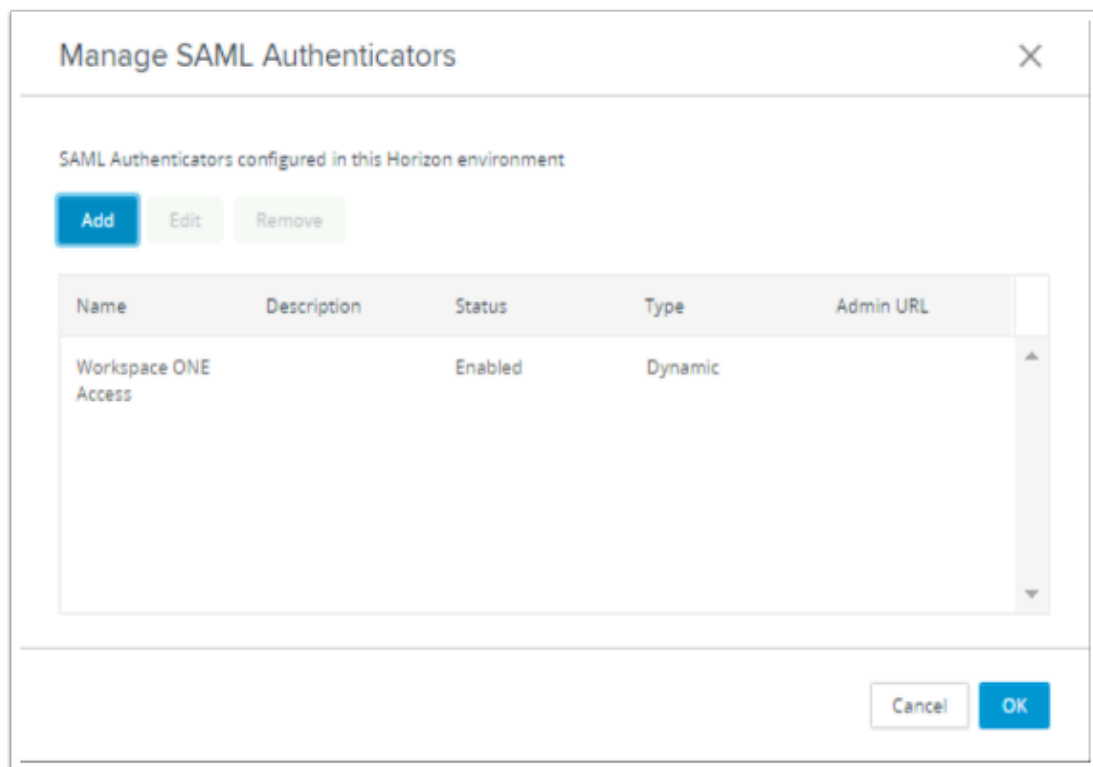 Manage SAML Authenticators
SAML Authenticators configured in this Horizon environment
Add Edit Remove
Name Description Status Type Admin URL
Workspace ONE Enabled Dynamic
Access
Cancel OK